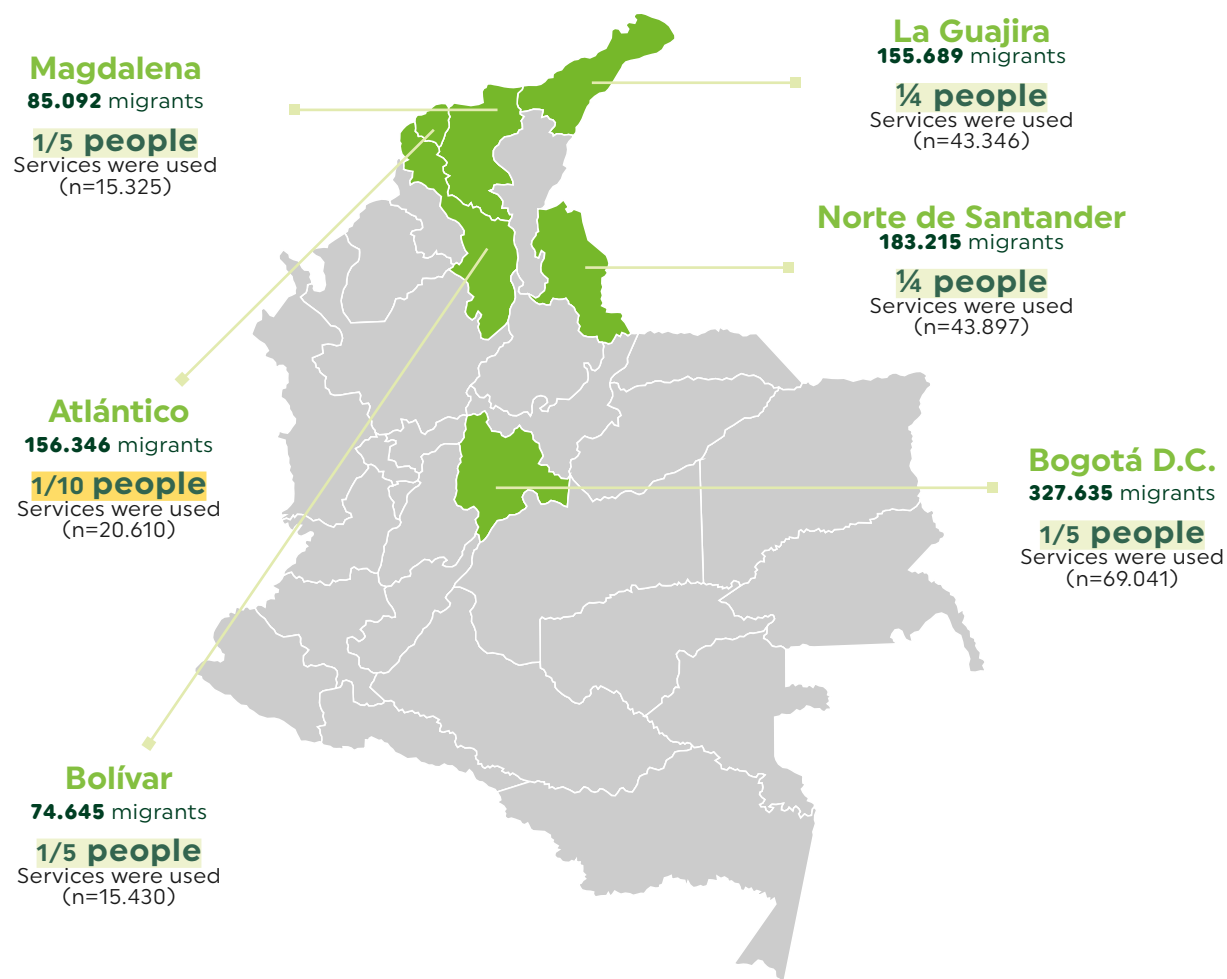 Magdalena
85.092 migrants
1/5 people
Services were used
(n=15.325)
La Guajira
155.689 migrants
¼ people
Services were used
(n=43.346)
Norte de Santander
183.215 migrants
¼ people
Services were used
(n=43.897)
Atlántico
156.346 migrants
1/10 people
Services were used
(n=20.610)
Bogotá D.C.
327.635 migrants
1/5 people
Services were used
(n=69.041)
Bolívar
74.645 migrants
1/5 people
Services were used
(n=15.430)